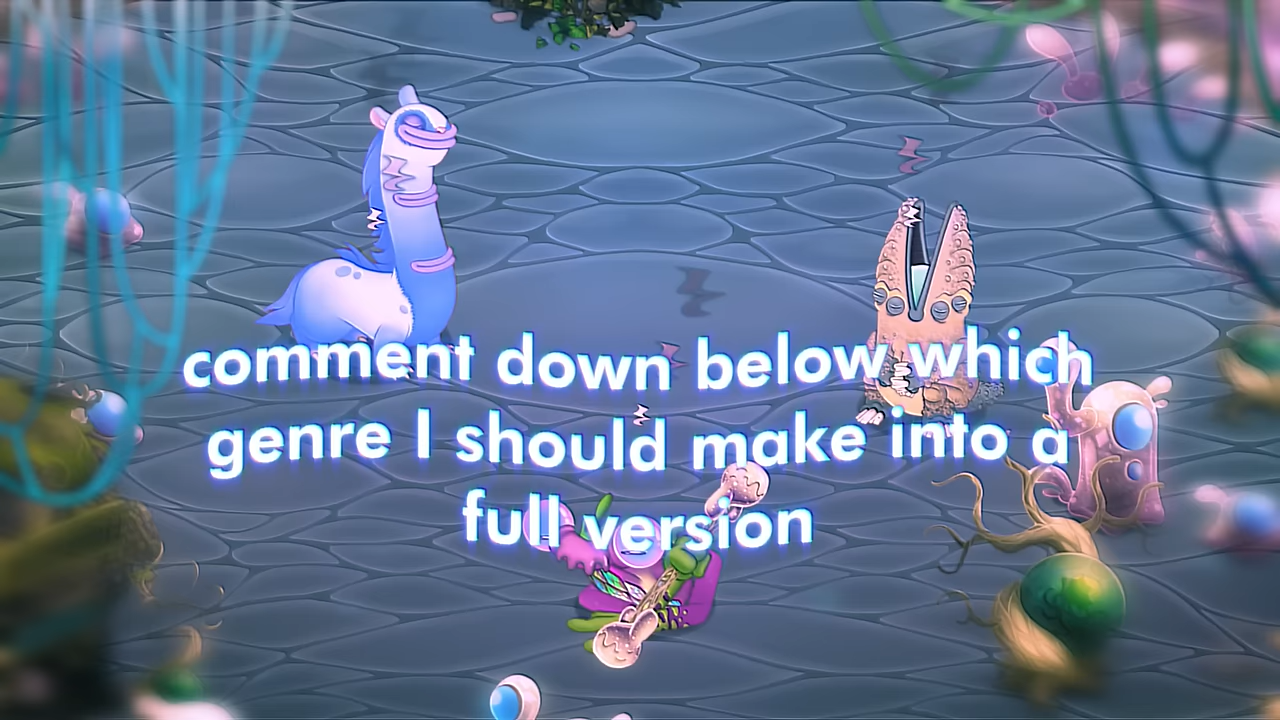 comment down below which
genre I should make into a
full version